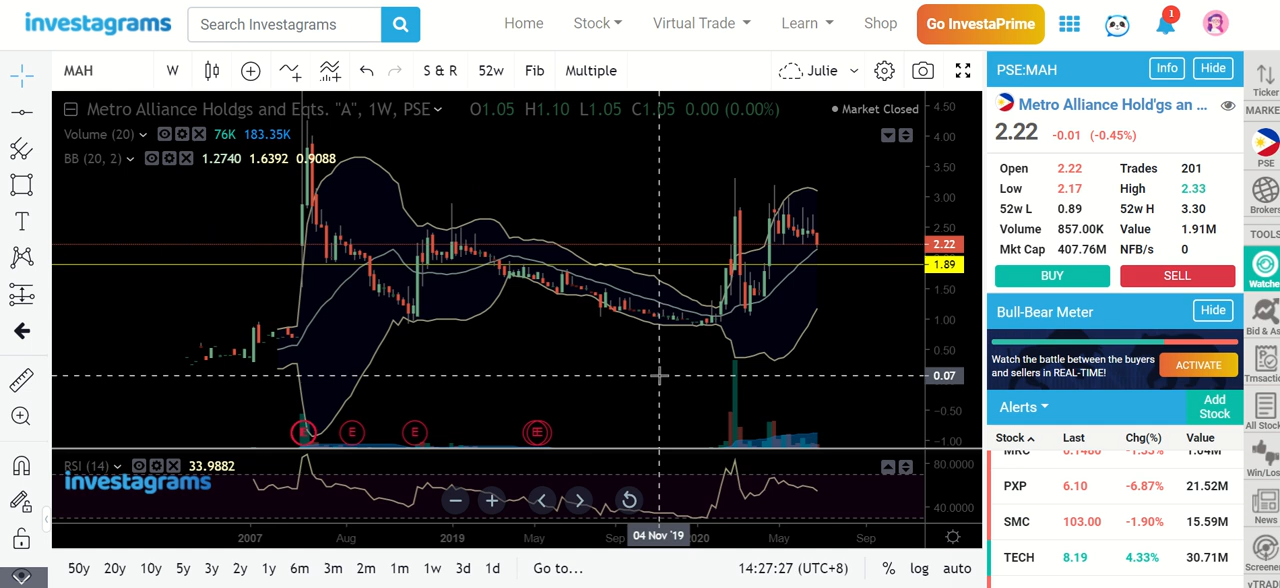 investagrams
Search Investagrams
Home
Stock
Virtual Trade
Learn
Shop
Go InvestaPrime
1
MAH
W
S & R
52w
Fib
Multiple
Julie
Metro Alliance Holdgs and Eqts. "A", 1W, PSE
O1.05 H1.10 L1.05 C1.05 0.00 (0.00%)
Market Closed
Volume (20) 76K 183.35K
BB (20, 2) 1.2740 1.6392 0.9088
4.50
4.00
3.50
3.00
2.50
2.22
1.89
1.50
1.00
0.50
0.07
-0.50
-1.00
E
E
E
RSI (14) 33.9882
investagrams
80.0000
40.0000
2007
Aug
2019
May
Sep
04 Nov '19
2020
May
Sep
50y 20y 10y 5y 3y 2y 1y 6m 3m 2m 1m 1w 3d 1d
Go to...
14:27:27 (UTC+8)
% log auto
PSE:MAH
Info
Hide
Metro Alliance Hold'gs an ...
2.22 -0.01 (-0.45%)
Open 2.22 Trades 201
Low 2.17 High 2.33
52w L 0.89 52w H 3.30
Volume 857.00K Value 1.91M
Mkt Cap 407.76M NFB/s 0
BUY
SELL
Bull-Bear Meter
Hide
Watch the battle between the buyers
and sellers in REAL-TIME!
ACTIVATE
Alerts
Add
Stock
Stock Last Chg(%) Value
PXP 6.10 -6.87% 21.52M
SMC 103.00 -1.90% 15.59M
TECH 8.19 4.33% 30.71M
Ticker
MARKE
PSE
Brokers
TOOLS
Watche
Bid & As
Trnsactio
All Stock
Win/Los
News
Screene
vTRADE